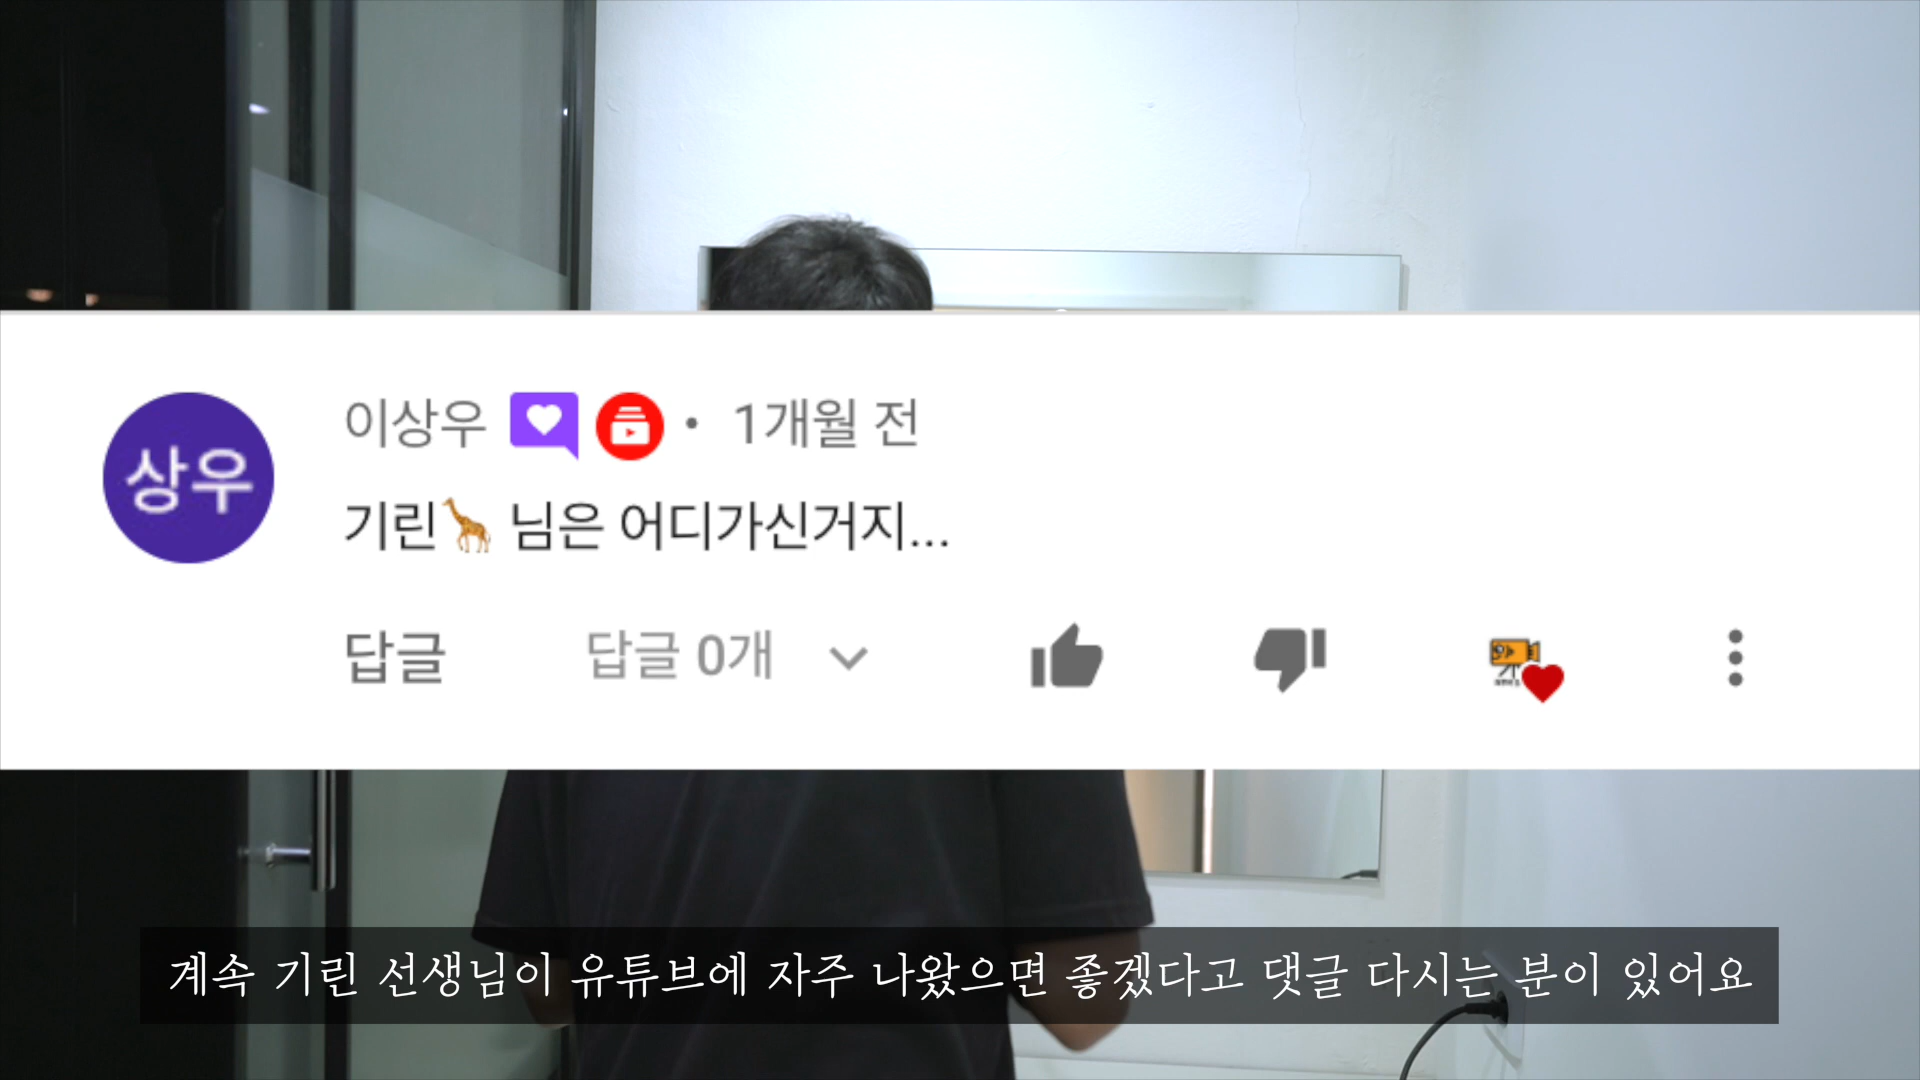 상우
이상우 • 1개월 전
기린🦒 님은 어디가신거지...
답글 답글 0개
계속 기린 선생님이 유튜브에 자주 나왔으면 좋겠다고 댓글 다시는 분이 있어요